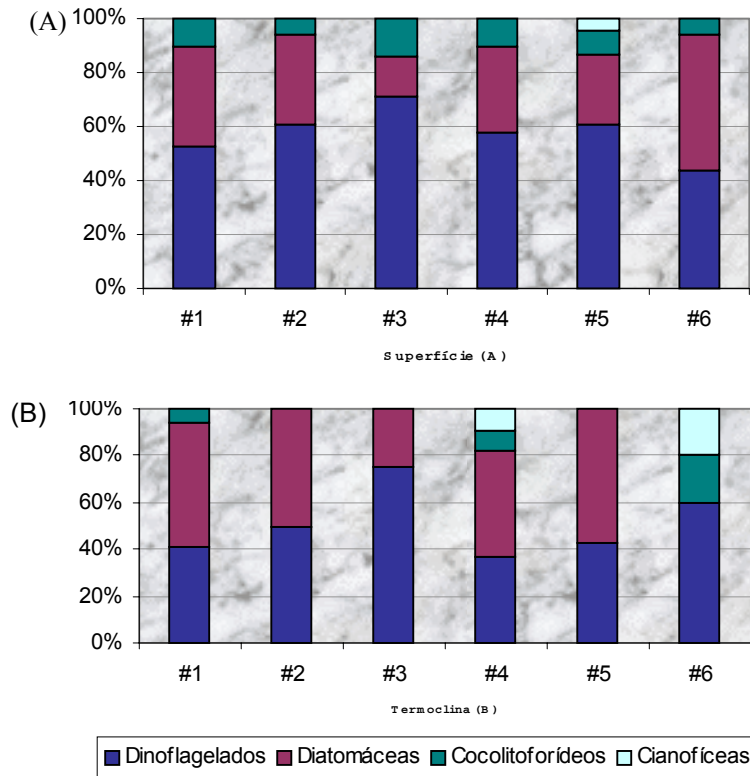 (A)
100%
80%
60%
40%
20%
0%
#1 #2 #3 #4 #5 #6
Superfície (A)
(B)
100%
80%
60%
40%
20%
0%
#1 #2 #3 #4 #5 #6
Termoclina (B)
Dinoflagelados Diatomáceas Cocolitoforídeos Cianofíceas